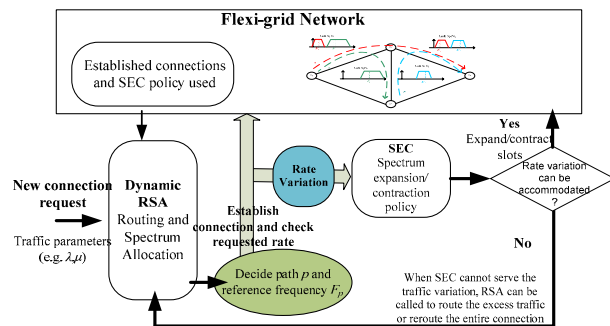 Flexi-grid Network
Established connections
and SEC policy used
Yes
Expand/contract
slots
SEC
Spectrum
expansion/
contraction
policy
Rate
Variation
Rate variation
can be
accommodated
?
New connection
request
Traffic parameters
(e.g. λ,μ)
Dynamic
RSA
Routing and
Spectrum
Allocation
Establish
connection and check
requested rate
Decide path p and
reference frequency Fp
No
When SEC cannot serve the
traffic variation, RSA can be
called to route the excess traffic
or reroute the entire connection